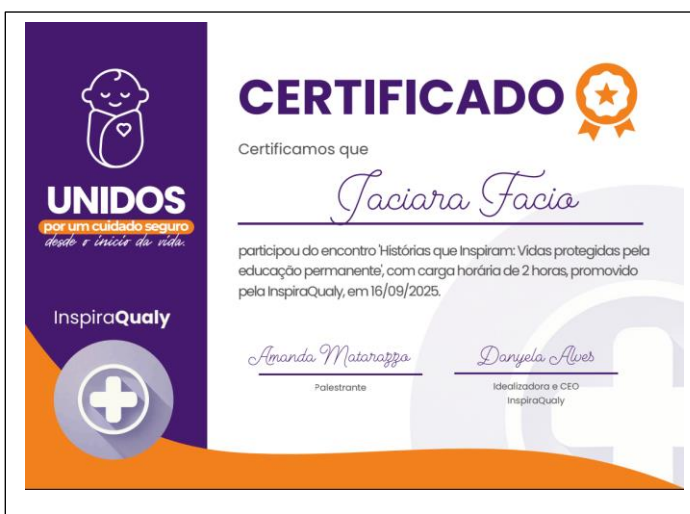 UNIDOS
por um cuidado seguro
desde o início da vida.
InspiraQualy
CERTIFICADO
Certificamos que
Jaciara Facio
participou do encontro 'Histórias que Inspiram: Vidas protegidas pela
educação permanente', com carga horária de 2 horas, promovido
pela InspiraQualy, em 16/09/2025.
Amanda Matarazzo
Palestrante
Danyela Alves
Idealizadora e CEO
InspiraQualy